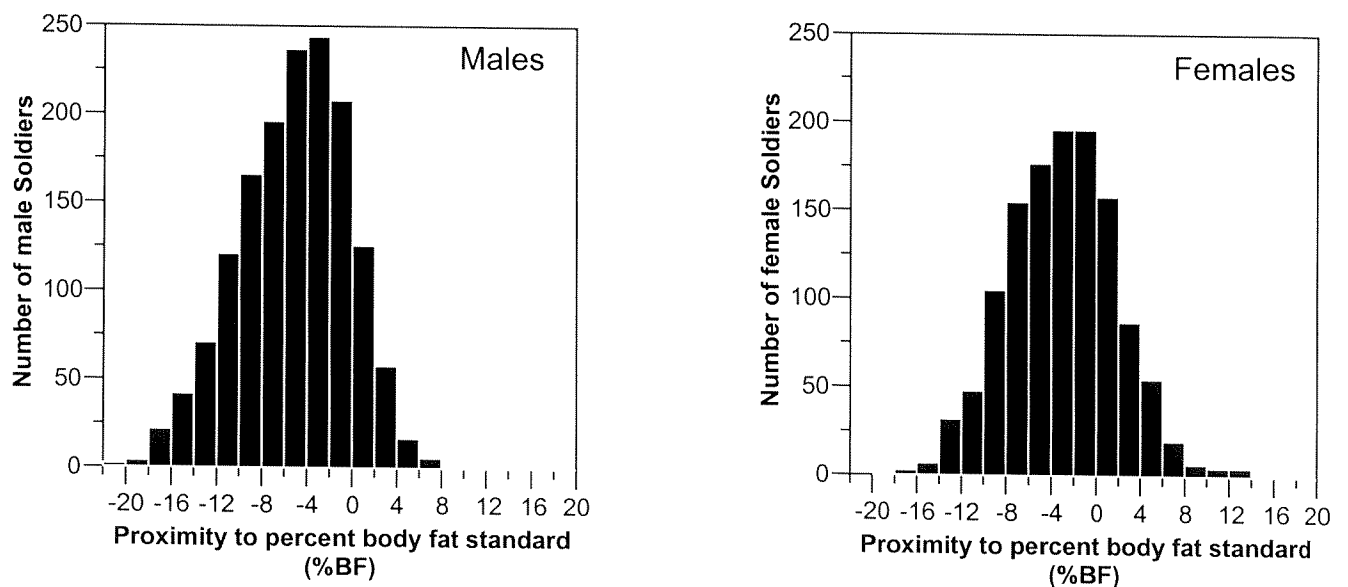 250
200
150
100
50
0
Number of male Soldiers
Males
-20 -16 -12 -8 -4 0 4 8 12 16 20
Proximity to percent body fat standard
(%BF)
250
200
150
100
50
0
Number of female Soldiers
Females
-20 -16 -12 -8 -4 0 4 8 12 16 20
Proximity to percent body fat standard
(%BF)